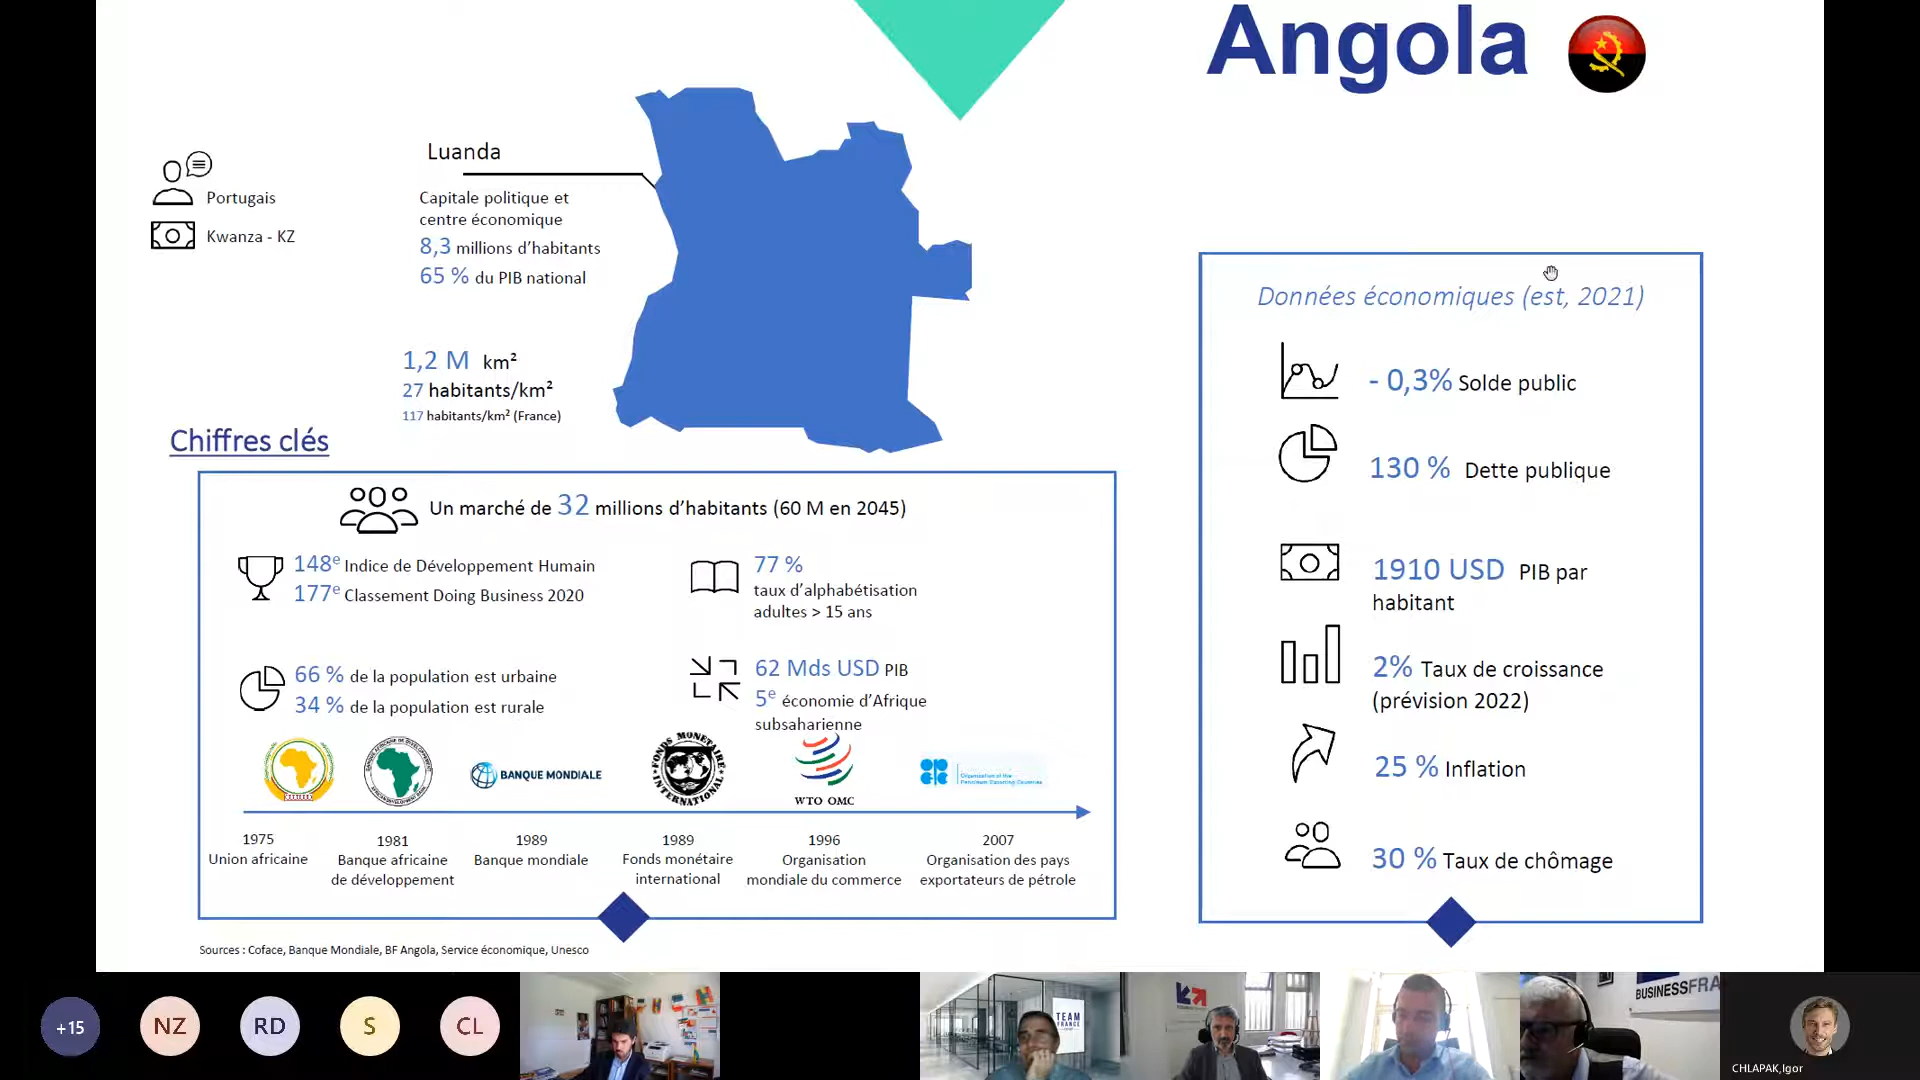 Angola
Portugais
Kwanza - KZ
Luanda
Capitale politique et
centre économique
8,3 millions d'habitants
65 % du PIB national
1,2 M km²
27 habitants/km²
117 habitants/km² (France)
Chiffres clés
Un marché de 32 millions d'habitants (60 M en 2045)
148e Indice de Développement Humain
177e Classement Doing Business 2020
77 %
taux d'alphabétisation
adultes > 15 ans
66 % de la population est urbaine
34 % de la population est rurale
62 Mds USD PIB
5e économie d'Afrique
subsaharienne
BANQUE MONDIALE
FONDS MONÉTAIRE INTERNATIONAL
WTO OMC
OPEC
Organization of the
Petroleum Exporting Countries
1975
Union africaine
1981
Banque africaine
de développement
1989
Banque mondiale
1989
Fonds monétaire
international
1996
Organisation
mondiale du commerce
2007
Organisation des pays
exportateurs de pétrole
Sources : Coface, Banque Mondiale, BF Angola, Service économique, Unesco
Données économiques (est, 2021)
- 0,3% Solde public
130 % Dette publique
1910 USD PIB par
habitant
2% Taux de croissance
(prévision 2022)
25 % Inflation
30 % Taux de chômage
+15
NZ
RD
S
CL
TEAM
FRANCE
BUSINESSFRA
CHLAPAK,Igor